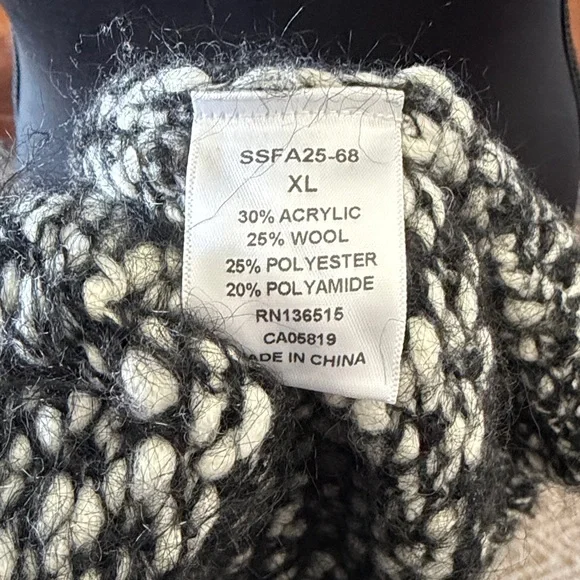 SSFA25-68
XL
30% ACRYLIC
25% WOOL
25% POLYESTER
20% POLYAMIDE
RN136515
CA05819
ADE IN CHINA